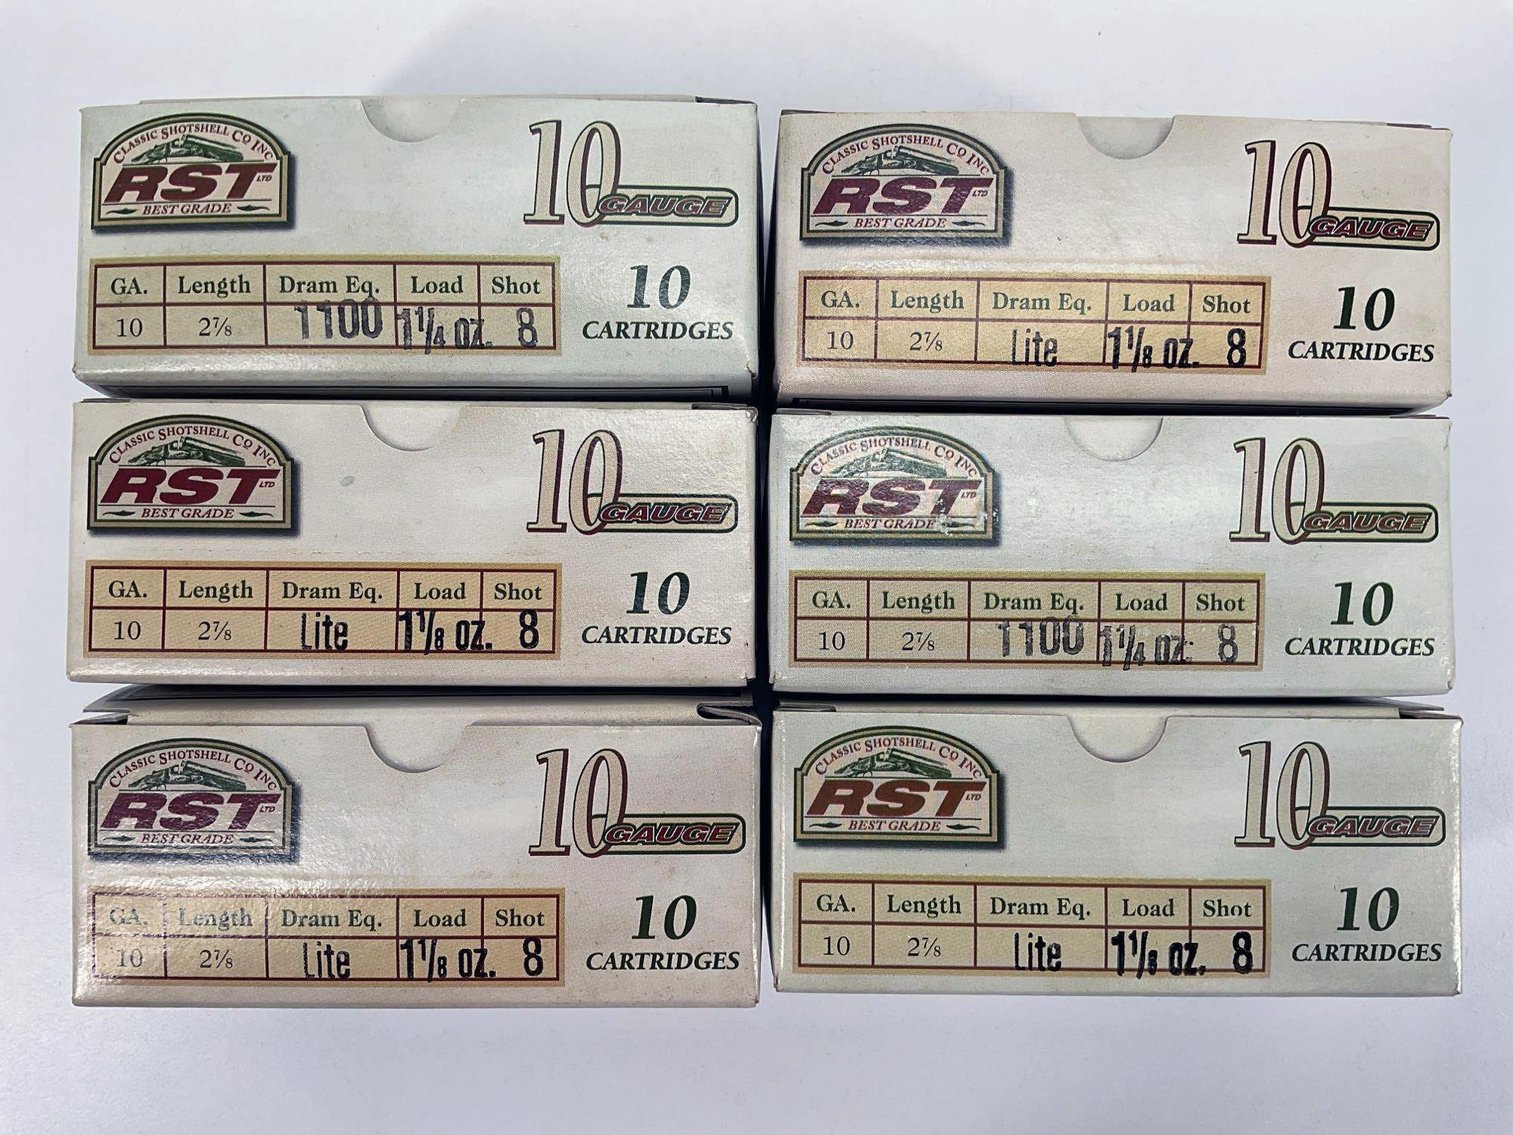 CLASSIC SHOTSHELL CO INC
RST LTD
BEST GRADE
10 GAUGE
GA. Length Dram Eq. Load Shot
10 2⅞ 1100 1¼ oz. 8
10
CARTRIDGES
CLASSIC SHOTSHELL CO INC
RST LTD
BEST GRADE
10 GAUGE
GA. Length Dram Eq. Load Shot
10 2⅞ Lite 1⅛ oz. 8
10
CARTRIDGES
CLASSIC SHOTSHELL CO INC
RST LTD
BEST GRADE
10 GAUGE
GA. Length Dram Eq. Load Shot
10 2⅞ Lite 1⅛ oz. 8
10
CARTRIDGES
CLASSIC SHOTSHELL CO INC
RST LTD
BEST GRADE
10 GAUGE
GA. Length Dram Eq. Load Shot
10 2⅞ 1100 1¼ oz. 8
10
CARTRIDGES
CLASSIC SHOTSHELL CO INC
RST LTD
BEST GRADE
10 GAUGE
GA. Length Dram Eq. Load Shot
10 2⅞ Lite 1⅛ oz. 8
10
CARTRIDGES
CLASSIC SHOTSHELL CO INC
RST LTD
BEST GRADE
10 GAUGE
GA. Length Dram Eq. Load Shot
10 2⅞ Lite 1⅛ oz. 8
10
CARTRIDGES